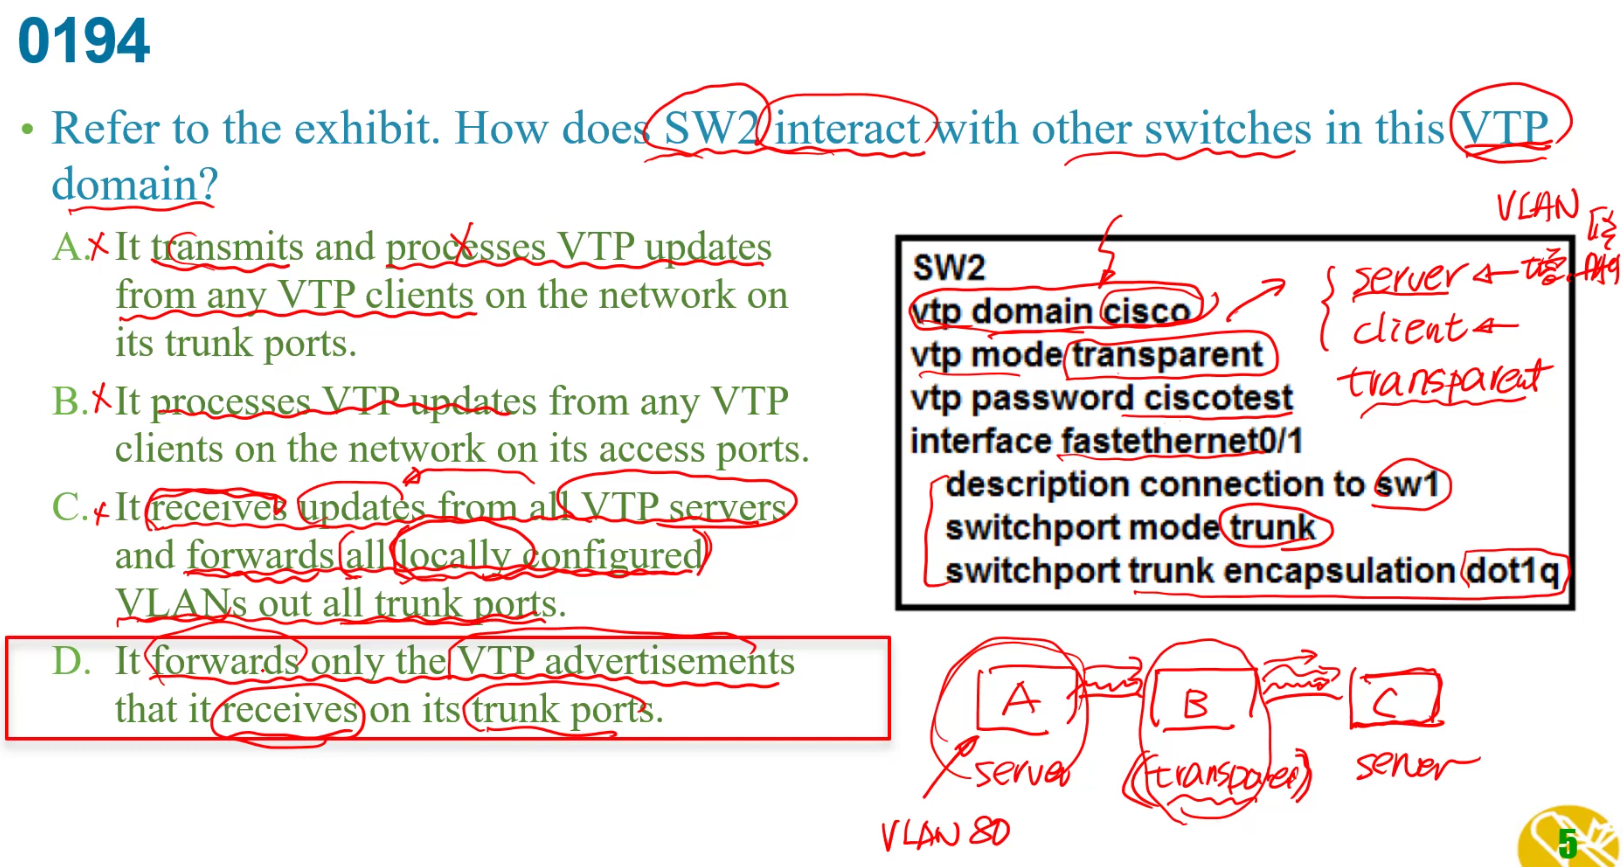 0194
• Refer to the exhibit. How does SW2 interact with other switches in this VTP
domain?
A. It transmits and processes VTP updates
from any VTP clients on the network on
its trunk ports.
B. It processes VTP updates from any VTP
clients on the network on its access ports.
C. It receives updates from all VTP servers
and forwards all locally configured
VLANs out all trunk ports.
D. It forwards only the VTP advertisements
that it receives on its trunk ports.
VLAN
SW2
vtp domain cisco
vtp mode transparent
vtp password ciscotest
interface fastethernet0/1
description connection to sw1
switchport mode trunk
switchport trunk encapsulation dot1q
server
client
transparent
A
B
C
server
(transparent)
server
VLAN 80
5